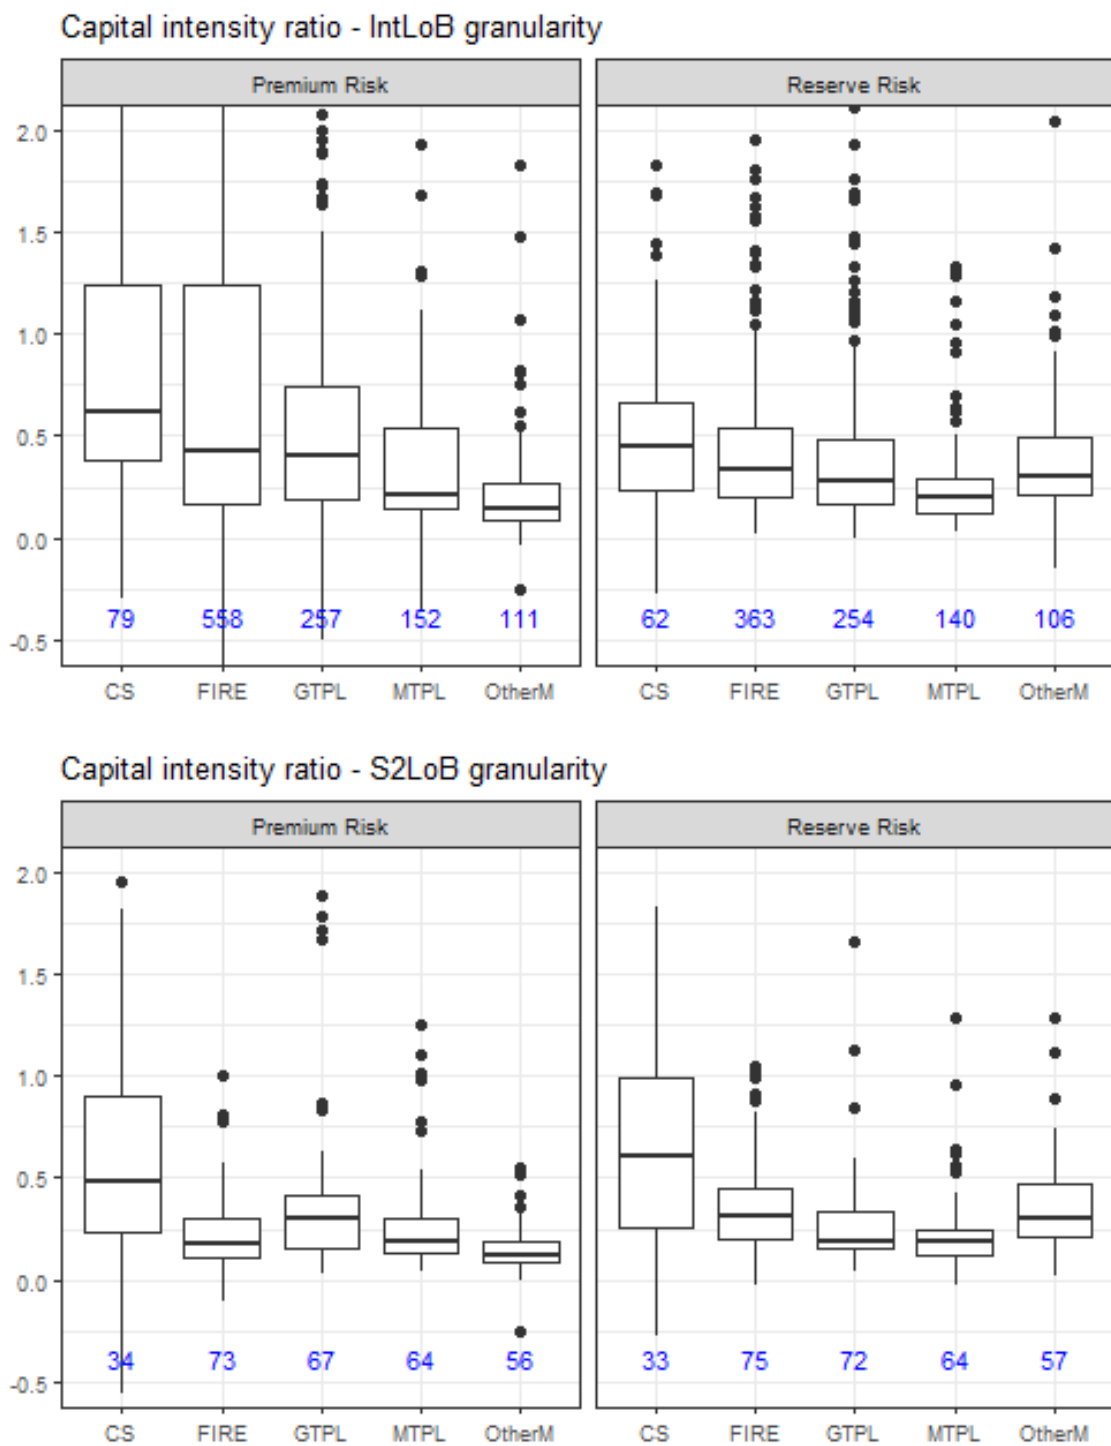 Capital intensity ratio - IntLoB granularity
Premium Risk Reserve Risk
2.0
1.5
1.0
0.5
0.0
-0.5
79 558 257 152 111 62 363 254 140 106
CS FIRE GTPL MTPL OtherM CS FIRE GTPL MTPL OtherM
Capital intensity ratio - S2LoB granularity
Premium Risk Reserve Risk
2.0
1.5
1.0
0.5
0.0
-0.5
34 73 67 64 56 33 75 72 64 57
CS FIRE GTPL MTPL OtherM CS FIRE GTPL MTPL OtherM